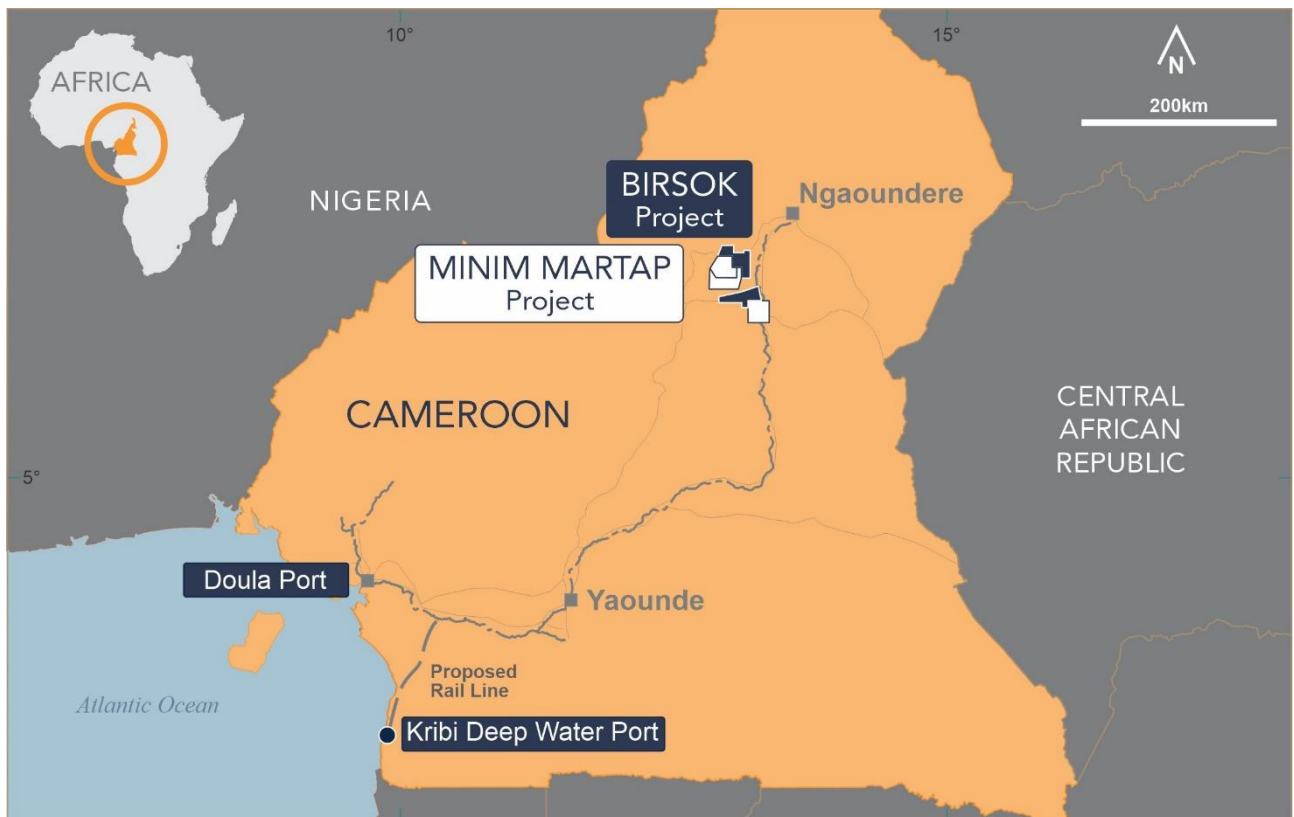 10°
15°
AFRICA
N
200km
NIGERIA
BIRSOK
Project
Ngaoundere
MINIM MARTAP
Project
CAMEROON
CENTRAL
AFRICAN
REPUBLIC
5°
Doula Port
Yaounde
Proposed
Rail Line
Atlantic Ocean
Kribi Deep Water Port